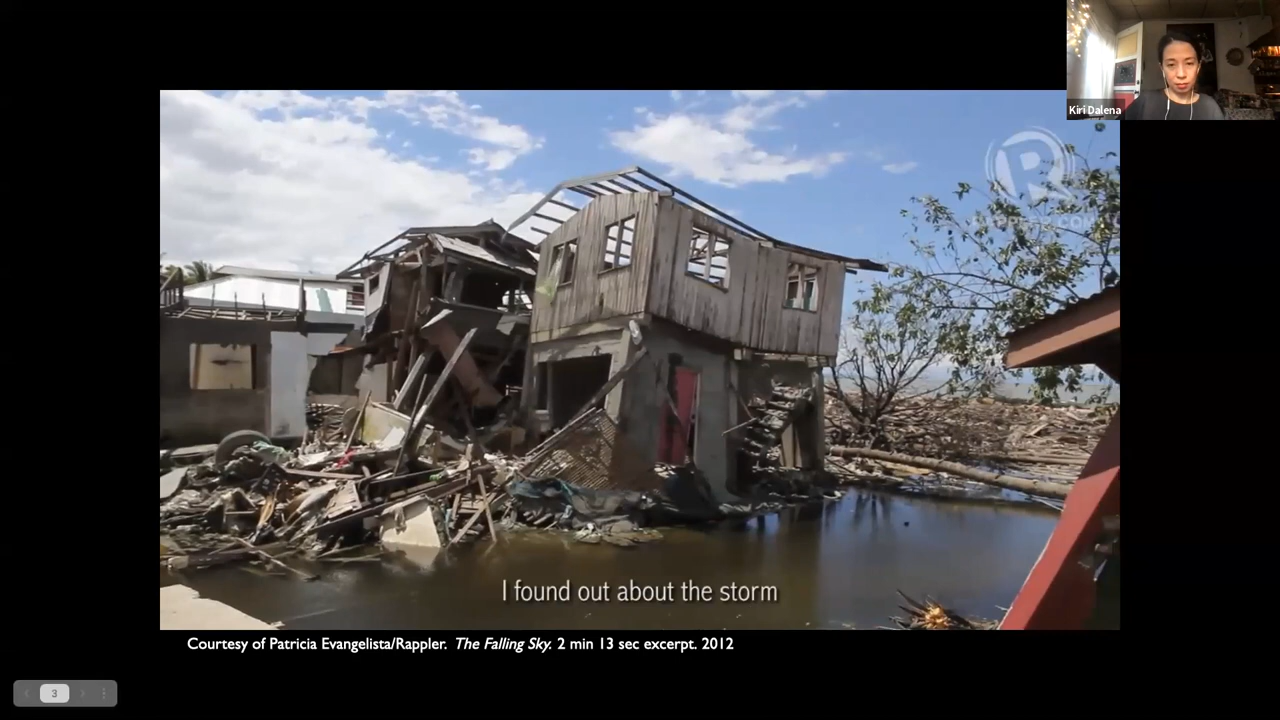 Kiri Dalena
R
I found out about the storm
Courtesy of Patricia Evangelista/Rappler. The Falling Sky. 2 min 13 sec excerpt. 2012
3